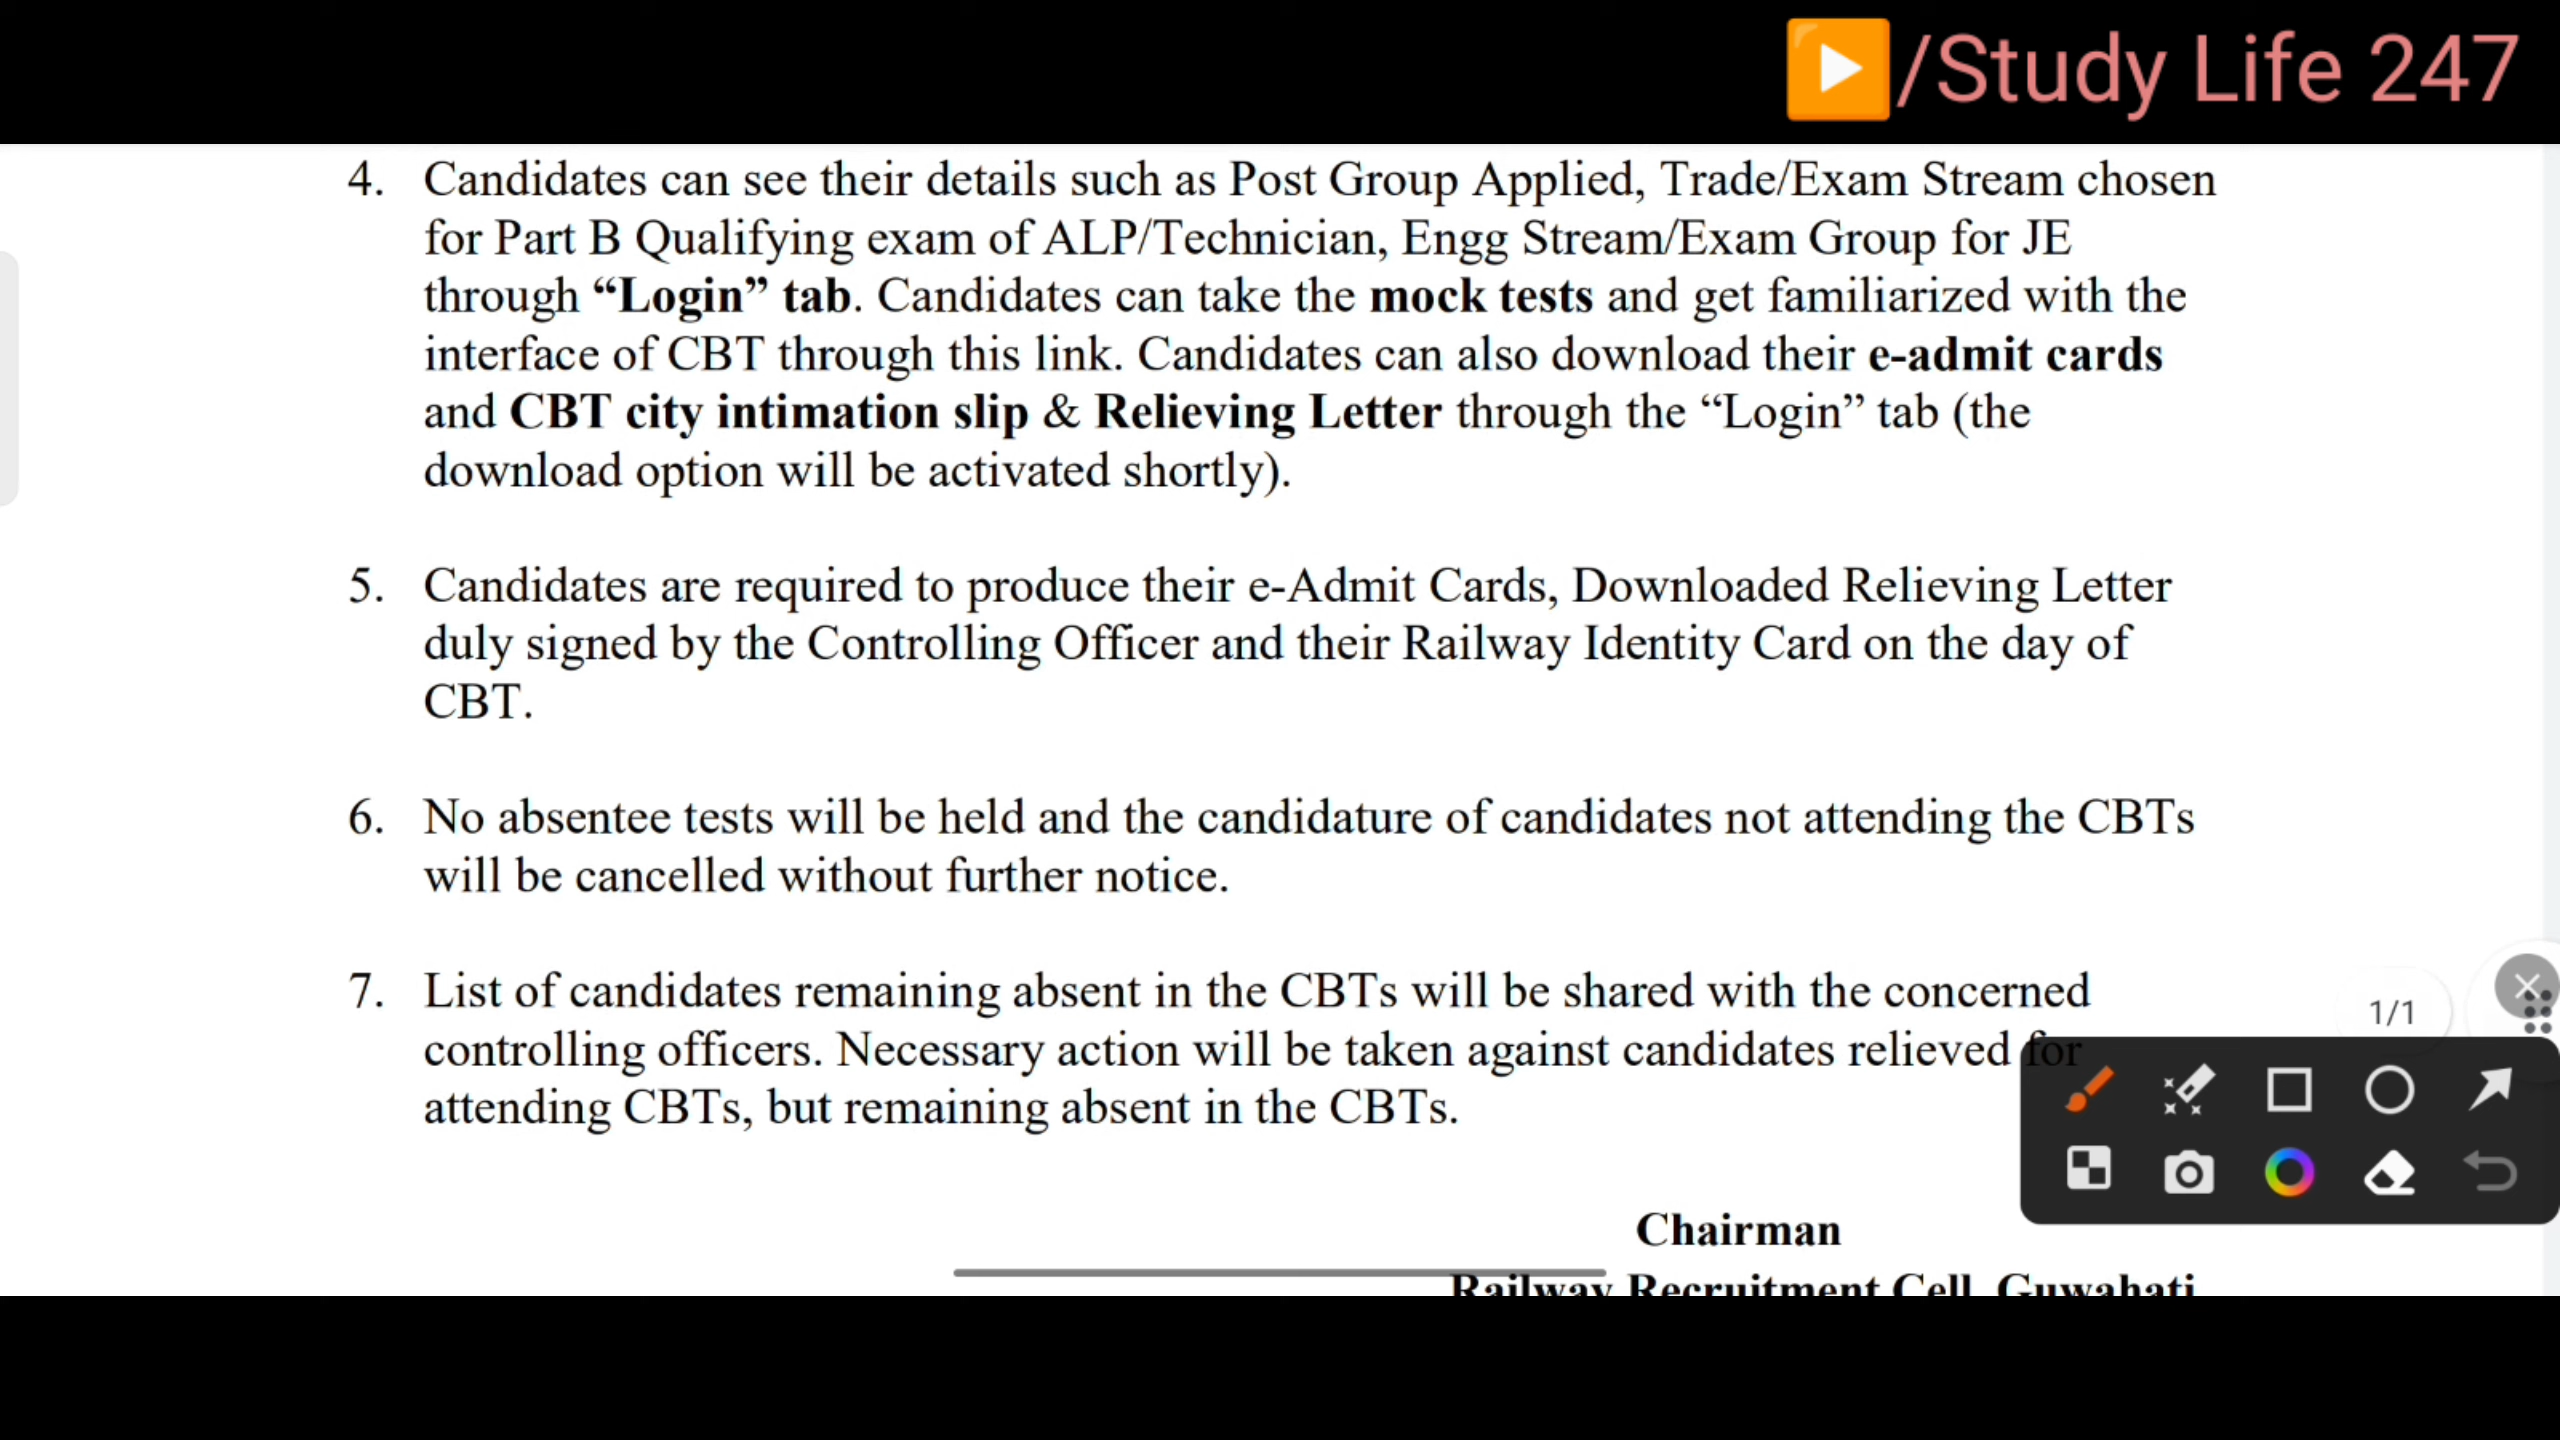 /Study Life 247
4. Candidates can see their details such as Post Group Applied, Trade/Exam Stream chosen
for Part B Qualifying exam of ALP/Technician, Engg Stream/Exam Group for JE
through “Login” tab. Candidates can take the mock tests and get familiarized with the
interface of CBT through this link. Candidates can also download their e-admit cards
and CBT city intimation slip & Relieving Letter through the “Login” tab (the
download option will be activated shortly).
5. Candidates are required to produce their e-Admit Cards, Downloaded Relieving Letter
duly signed by the Controlling Officer and their Railway Identity Card on the day of
CBT.
6. No absentee tests will be held and the candidature of candidates not attending the CBTs
will be cancelled without further notice.
7. List of candidates remaining absent in the CBTs will be shared with the concerned
controlling officers. Necessary action will be taken against candidates relieved for
attending CBTs, but remaining absent in the CBTs.
1/1
Chairman
Railway Recruitment Cell, Guwahati